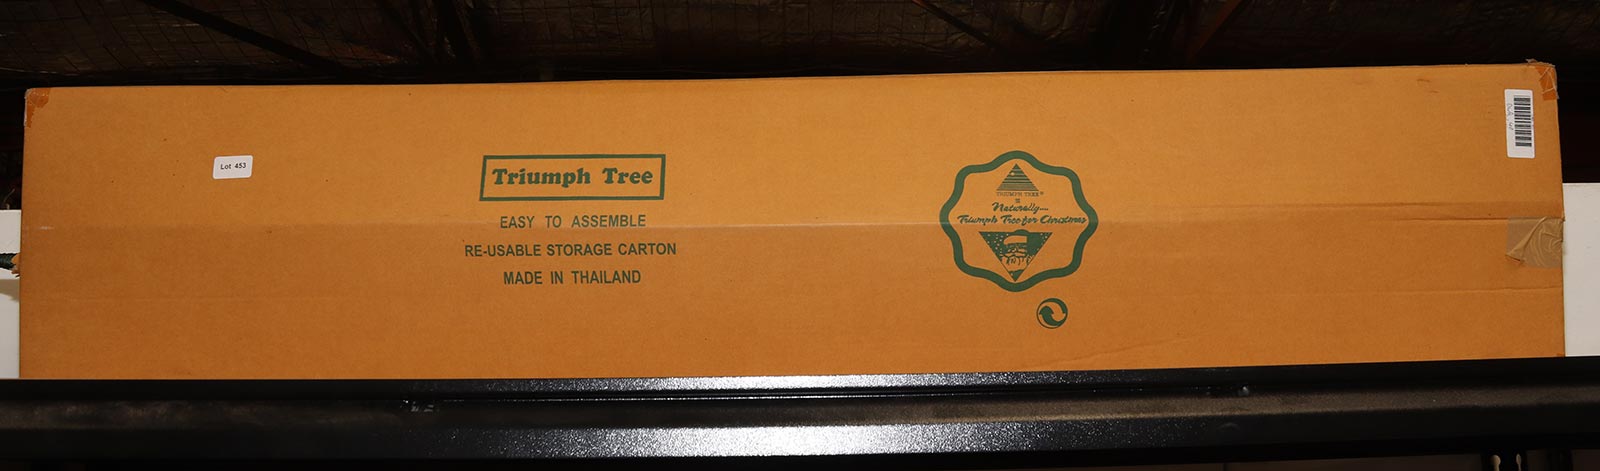 Lot 453
Triumph Tree
EASY TO ASSEMBLE
RE-USABLE STORAGE CARTON
MADE IN THAILAND
TRIUMPH TREE®
Naturally....
Triumph Tree for Christmas